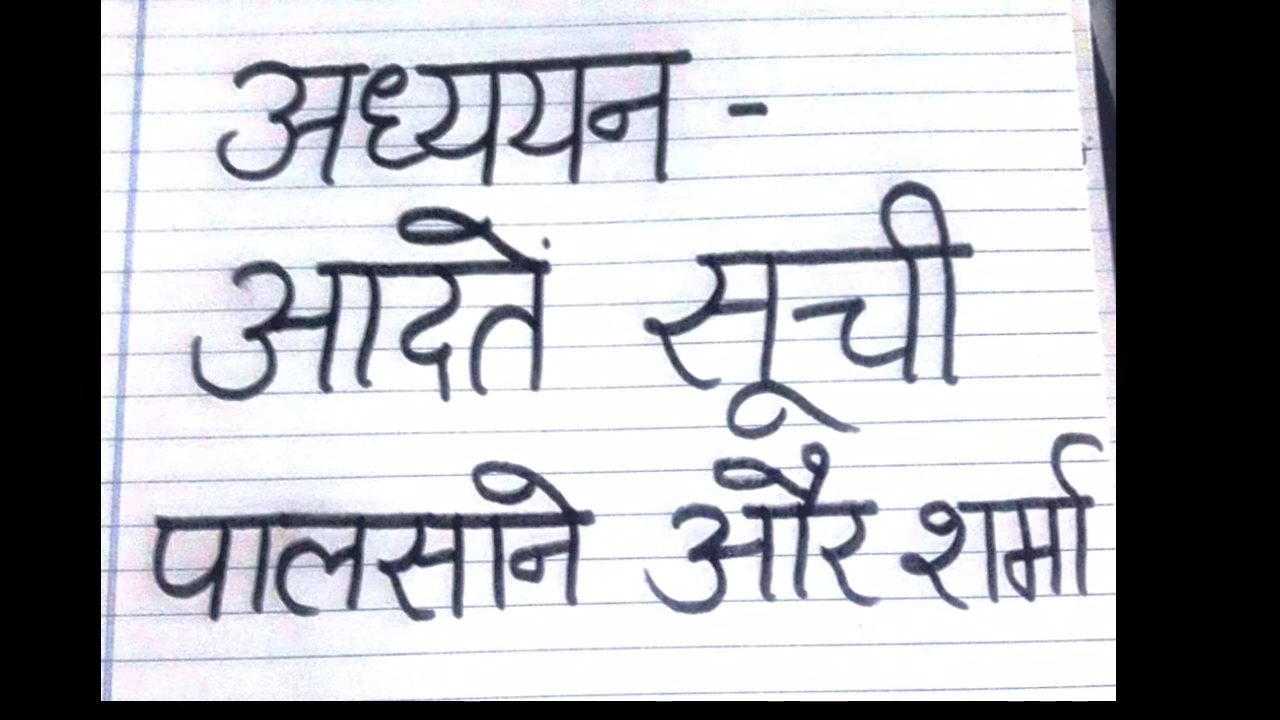 अध्ययन -
आदतें सूची
पालसाने और शर्मा